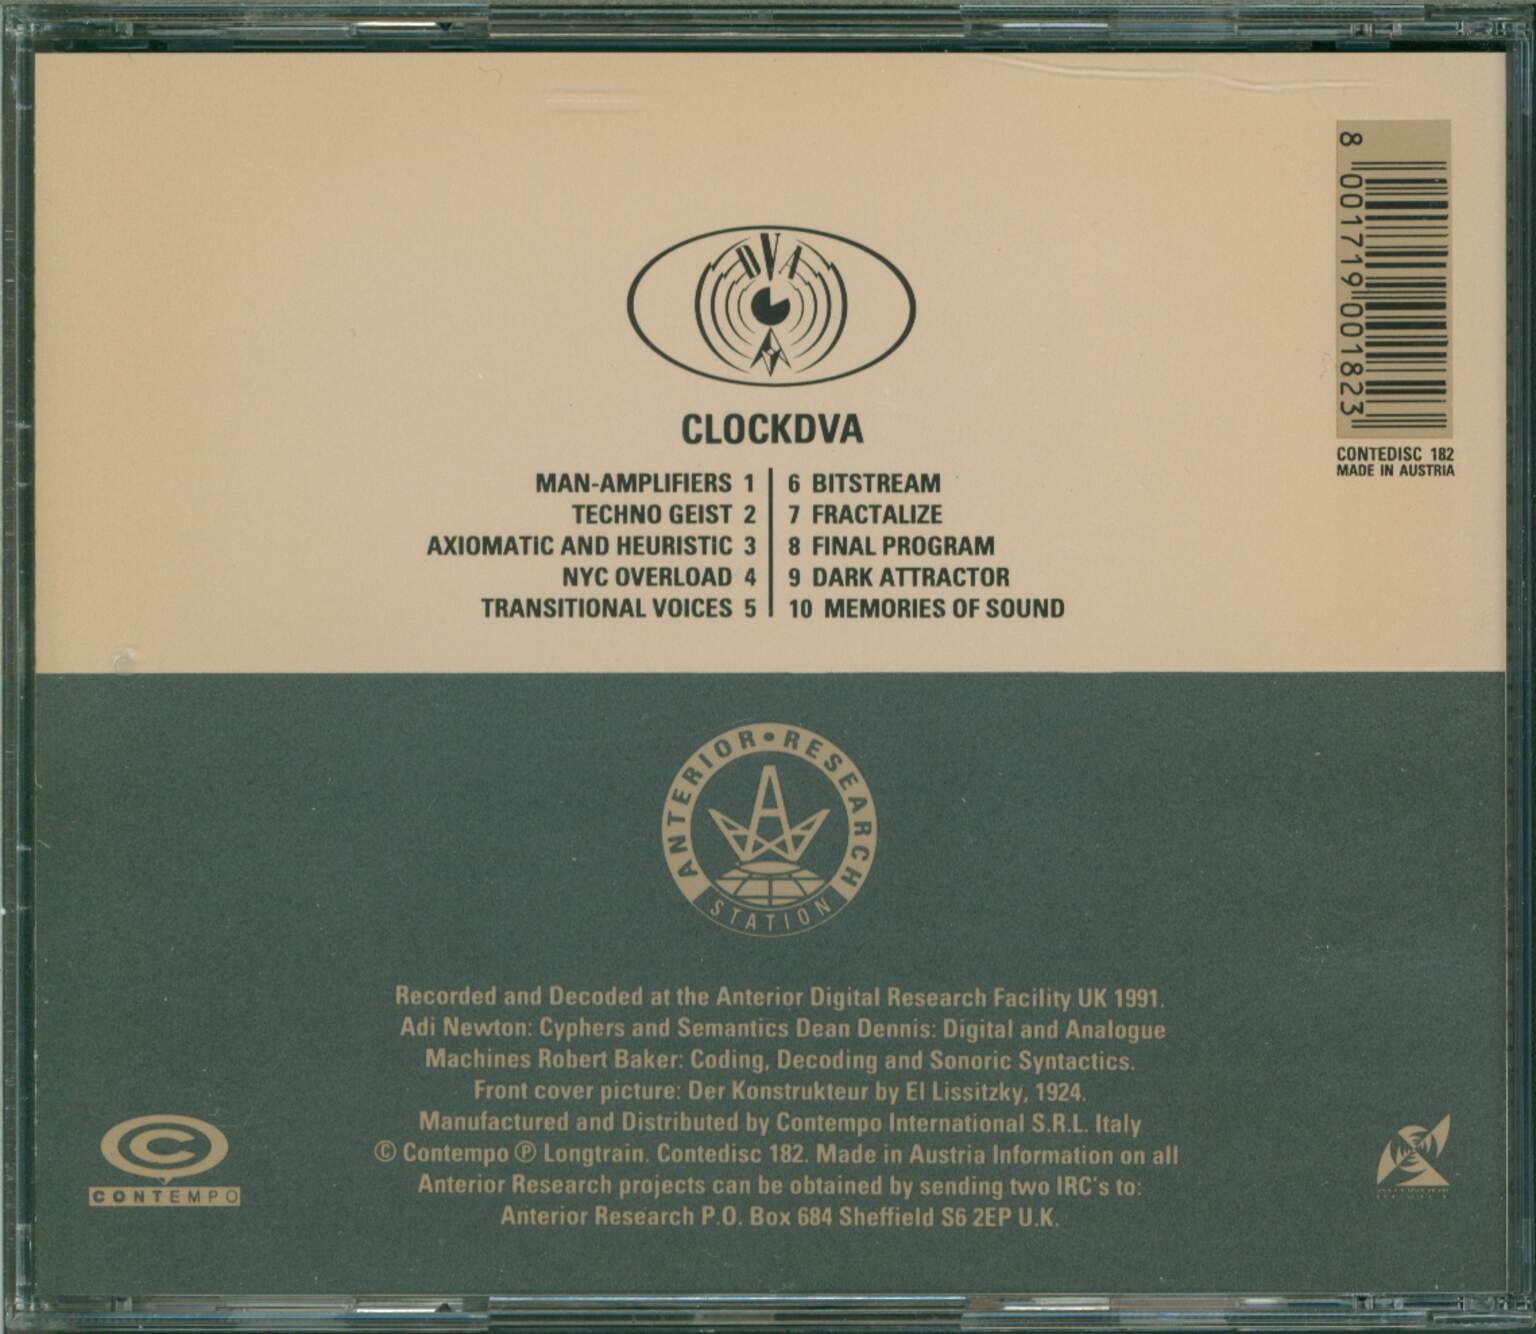 DVA
8 001719 001823
CONTEDISC 182
MADE IN AUSTRIA
CLOCKDVA
MAN-AMPLIFIERS 1
TECHNO GEIST 2
AXIOMATIC AND HEURISTIC 3
NYC OVERLOAD 4
TRANSITIONAL VOICES 5
6 BITSTREAM
7 FRACTALIZE
8 FINAL PROGRAM
9 DARK ATTRACTOR
10 MEMORIES OF SOUND
ANTERIOR • RESEARCH
STATION
Recorded and Decoded at the Anterior Digital Research Facility UK 1991.
Adi Newton: Cyphers and Semantics Dean Dennis: Digital and Analogue
Machines Robert Baker: Coding, Decoding and Sonoric Syntactics.
Front cover picture: Der Konstrukteur by El Lissitzky, 1924.
Manufactured and Distributed by Contempo International S.R.L. Italy
© Contempo ℗ Longtrain. Contedisc 182. Made in Austria Information on all
Anterior Research projects can be obtained by sending two IRC's to:
Anterior Research P.O. Box 684 Sheffield S6 2EP U.K.
C
CONTEMPO